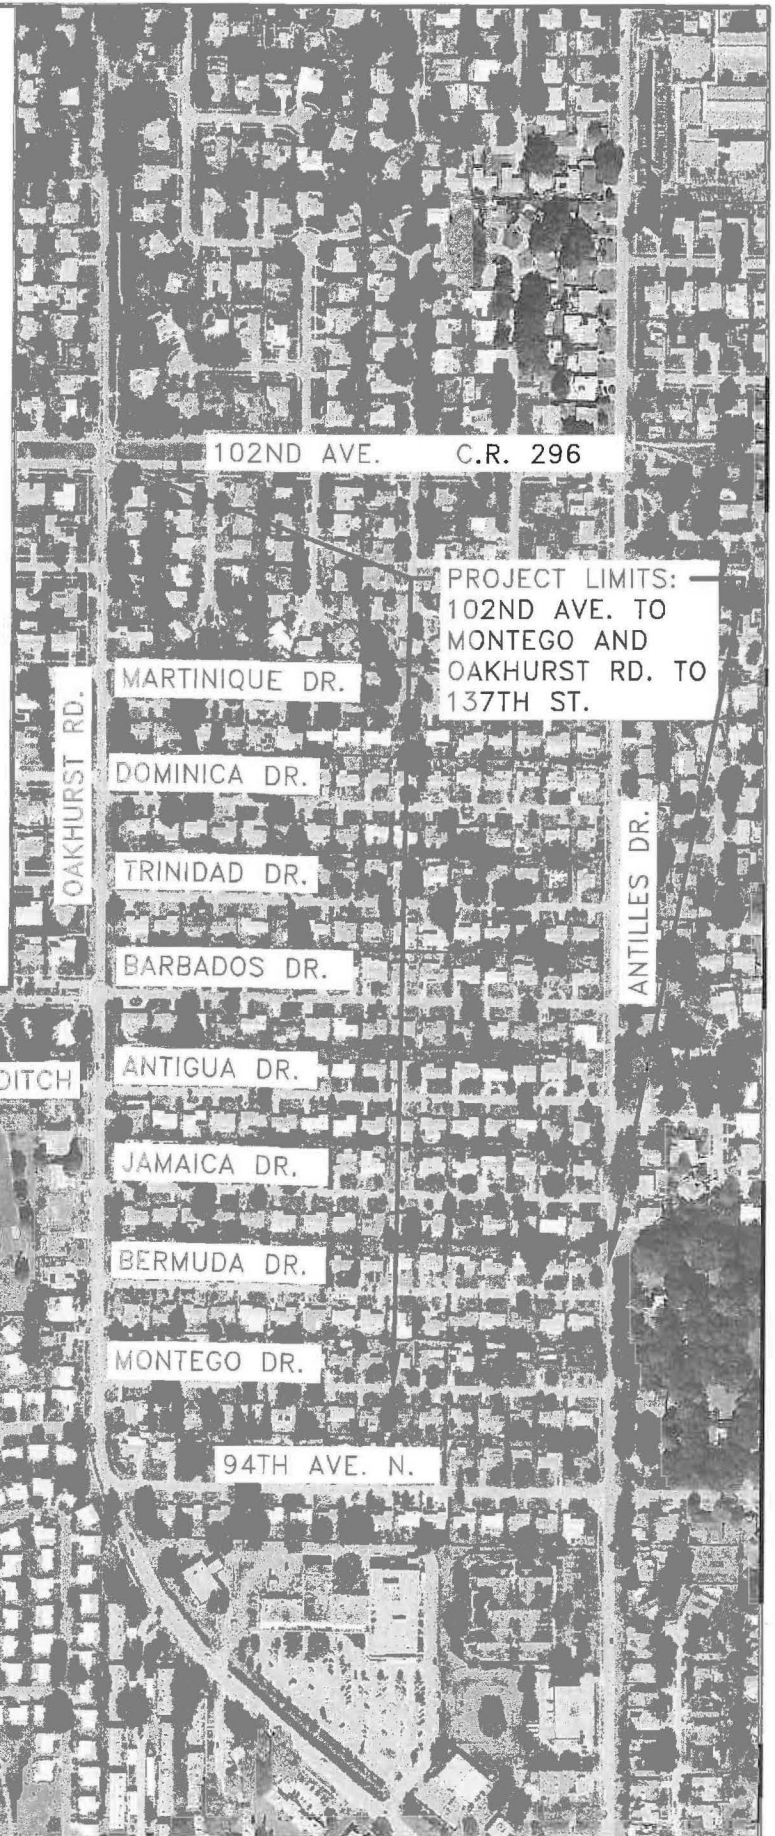 102ND AVE. C.R. 296
PROJECT LIMITS:
102ND AVE. TO
MONTEGO AND
OAKHURST RD. TO
137TH ST.
MARTINIQUE DR.
OAKHURST RD.
DOMINICA DR.
ANTILLES DR.
TRINIDAD DR.
BARBADOS DR.
ANTIGUA DR.
DITCH
JAMAICA DR.
BERMUDA DR.
MONTEGO DR.
94TH AVE. N.